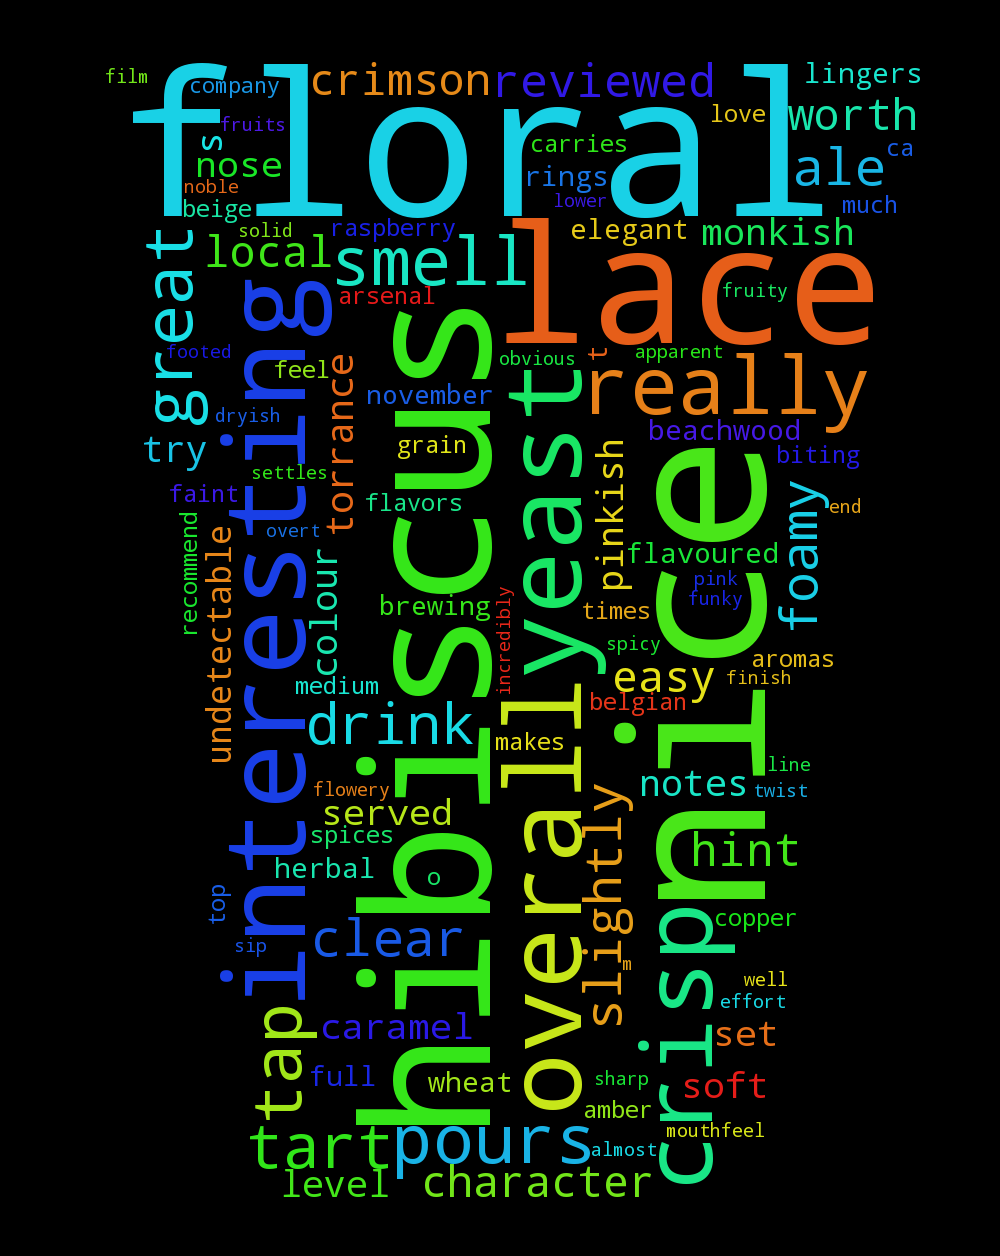 film
company
crimson
reviewed
lingers
floral
fruits
s
carries
love
worth
nose
rings
ale
ca
noble
lower
much
beige
solid
raspberry
elegant
monkish
great
local
smell
lace
interesting
arsenal
fruity
footed
feel
torrance
hibiscus
obvious
t
apparent
november
yeast
really
dryish
try
grain
pinkish
beachwood
nice
biting
settles
faint
flavors
foamy
end
recommend
undetectable
overt
colour
flavoured
brewing
incredibly
times
pink
funky
spicy
aromas
medium
easy
finish
drink
belgian
overall
makes
line
flowery
served
slightly
notes
twist
spices
herbal
o
hint
top
sip
clear
m
crisp
copper
well
effort
tap
caramel
set
full
wheat
sharp
soft
amber
tart
pours
almost
mouthfeel
level
character